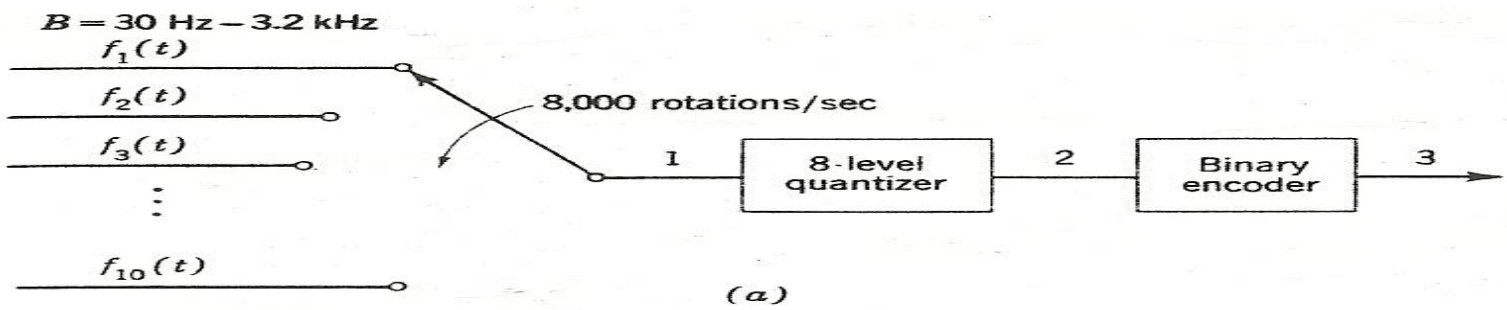 B = 30 Hz – 3.2 kHz
f₁(t)
f₂(t)
8,000 rotations/sec
f₃(t)
1
8-level
quantizer
2
Binary
encoder
3
⋮
f₁₀(t)
(a)